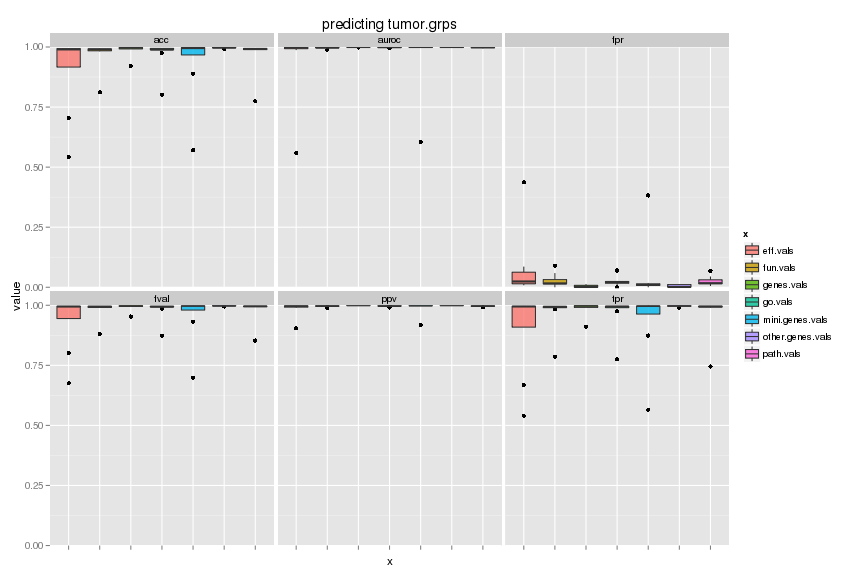 predicting tumor.grps
acc
auroc
fpr
1.00
0.75
0.50
0.25
0.00
fval
ppv
tpr
1.00
0.75
0.50
0.25
0.00
value
x
x
eff.vals
fun.vals
genes.vals
go.vals
mini.genes.vals
other.genes.vals
path.vals